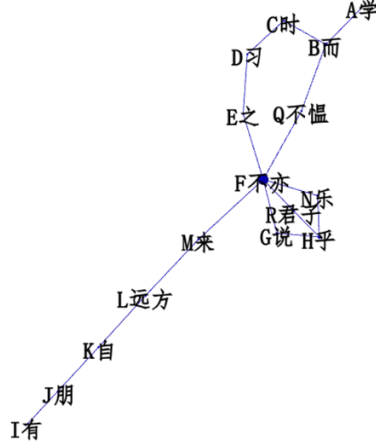 A学
C时
B而
D习
E之
Q不愠
F不亦
N乐
R君子
G说
H乎
M来
L远方
K自
J朋
I有